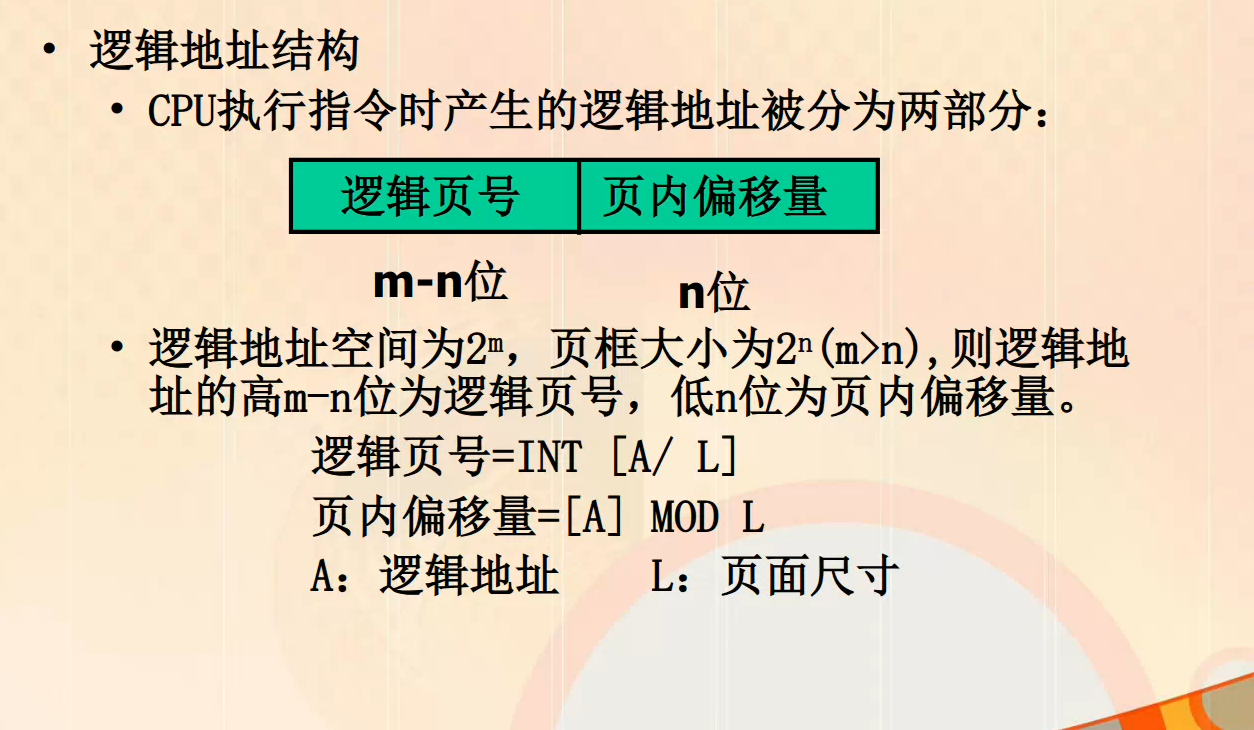 • 逻辑地址结构
• CPU执行指令时产生的逻辑地址被分为两部分：
逻辑页号 页内偏移量
m-n位 n位
• 逻辑地址空间为2ᵐ，页框大小为2ⁿ(m>n),则逻辑地
址的高m-n位为逻辑页号，低n位为页内偏移量。
逻辑页号=INT [A/ L]
页内偏移量=[A] MOD L
A：逻辑地址 L：页面尺寸